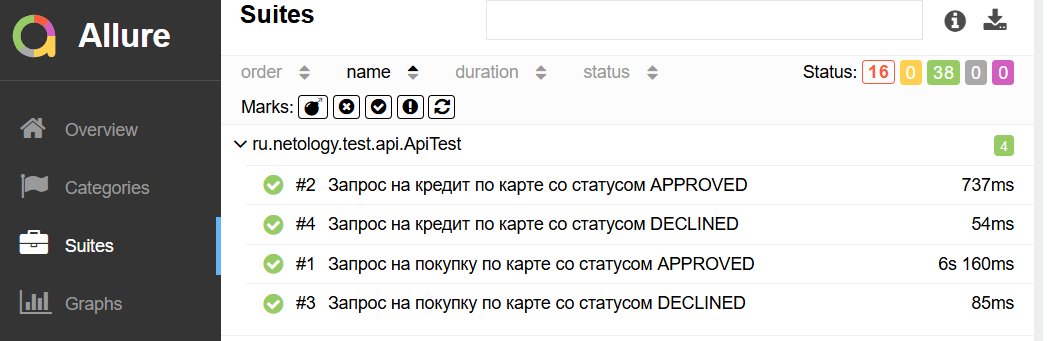 Allure
Overview
Categories
Suites
Graphs
Suites
order name duration status Status: 16 0 38 0 0
Marks:
ru.netology.test.api.ApiTest 4
#2 Запрос на кредит по карте со статусом APPROVED 737ms
#4 Запрос на кредит по карте со статусом DECLINED 54ms
#1 Запрос на покупку по карте со статусом APPROVED 6s 160ms
#3 Запрос на покупку по карте со статусом DECLINED 85ms